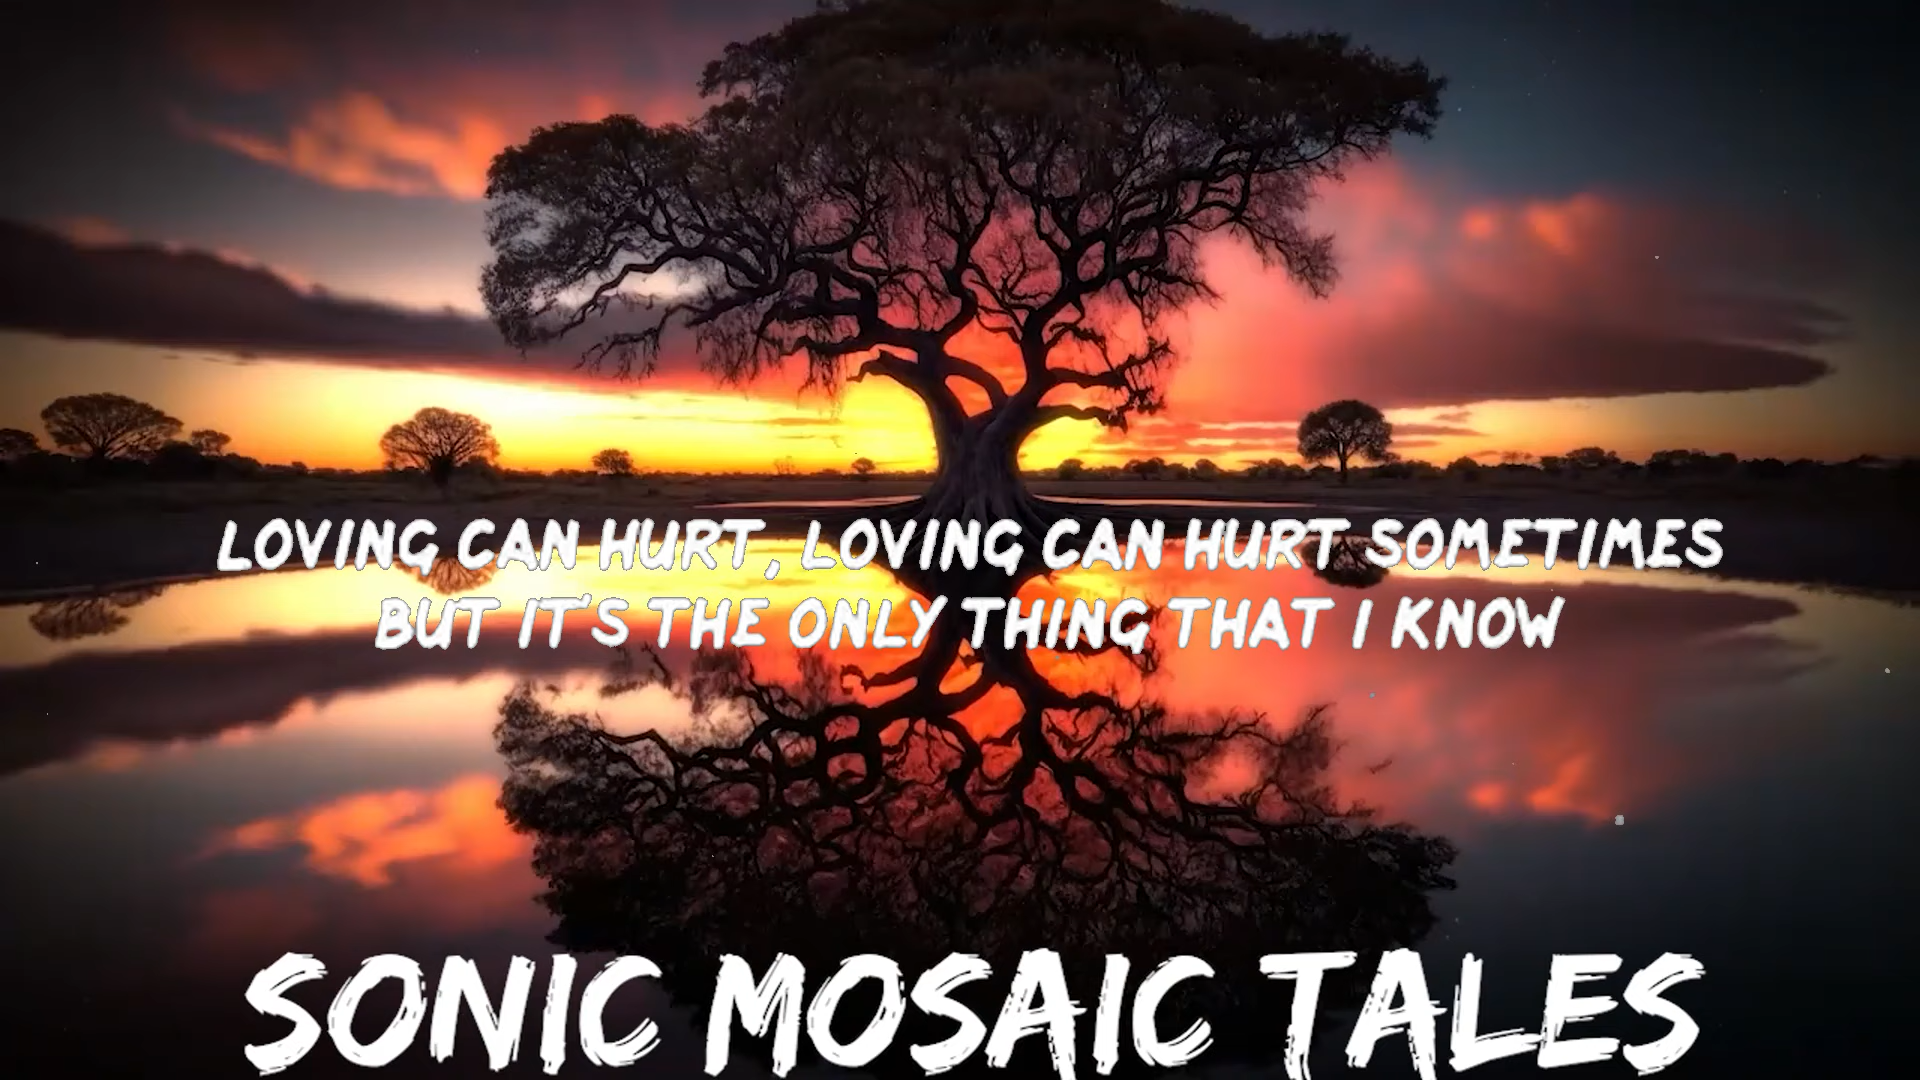 LOVING CAN HURT, LOVING CAN HURT SOMETIMES
BUT IT'S THE ONLY THING THAT I KNOW
SONIC MOSAIC TALES